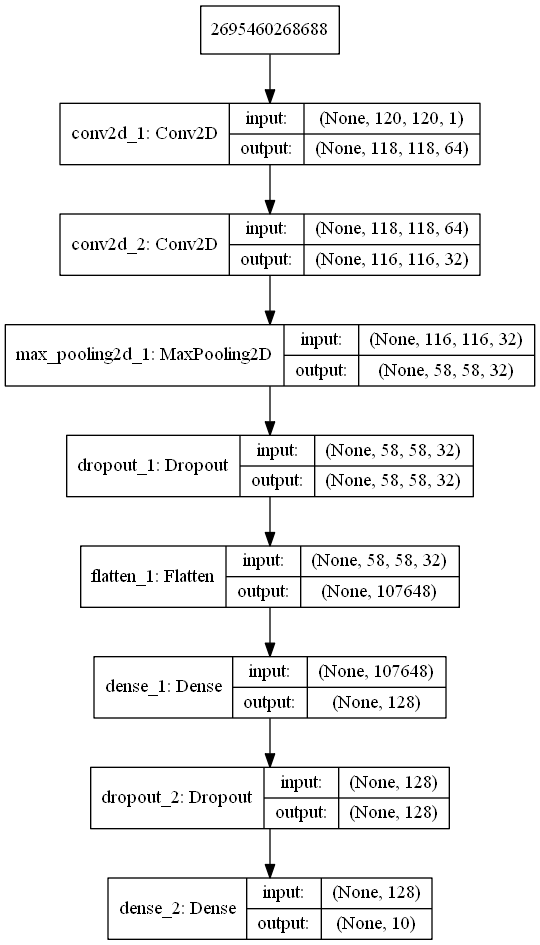 2695460268688
conv2d_1: Conv2D
input:
(None, 120, 120, 1)
output:
(None, 118, 118, 64)
conv2d_2: Conv2D
input:
(None, 118, 118, 64)
output:
(None, 116, 116, 32)
max_pooling2d_1: MaxPooling2D
input:
(None, 116, 116, 32)
output:
(None, 58, 58, 32)
dropout_1: Dropout
input:
(None, 58, 58, 32)
output:
(None, 58, 58, 32)
flatten_1: Flatten
input:
(None, 58, 58, 32)
output:
(None, 107648)
dense_1: Dense
input:
(None, 107648)
output:
(None, 128)
dropout_2: Dropout
input:
(None, 128)
output:
(None, 128)
dense_2: Dense
input:
(None, 128)
output:
(None, 10)